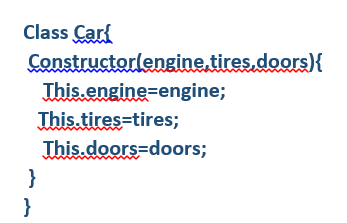 Class Car{
Constructor(engine,tires,doors){
This.engine=engine;
This.tires=tires;
This.doors=doors;
}
}